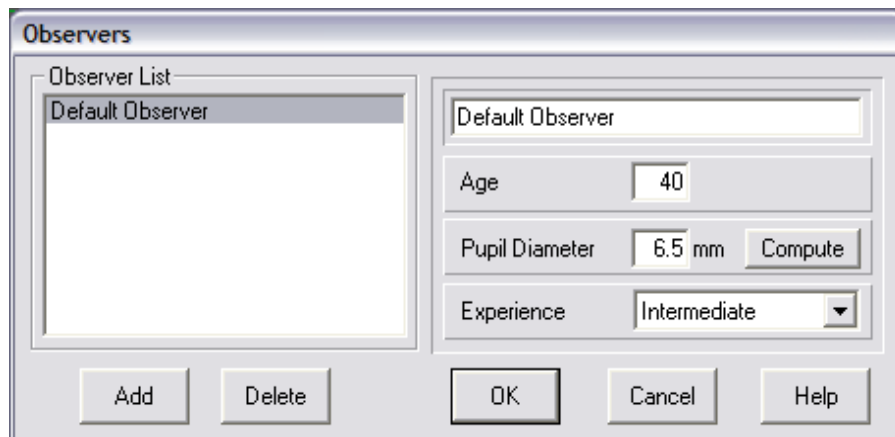 Observers
Observer List
Default Observer
Default Observer
Age 40
Pupil Diameter 6.5 mm Compute
Experience Intermediate
Add Delete OK Cancel Help